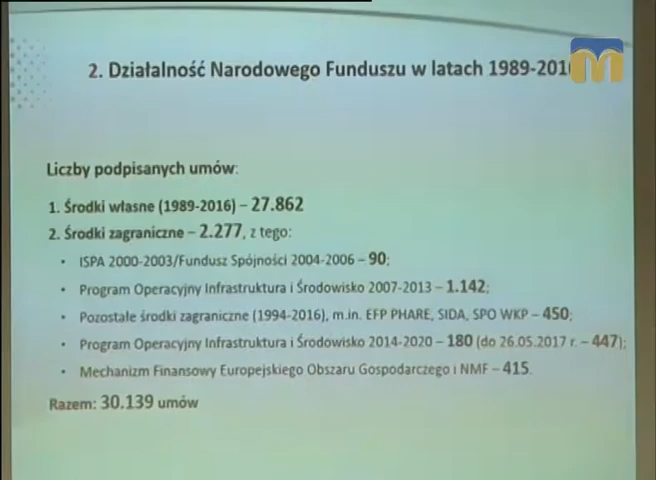 2. Działalność Narodowego Funduszu w latach 1989-201
Liczby podpisanych umów:
1. Środki własne (1989-2016) – 27.862
2. Środki zagraniczne – 2.277, z tego:
• ISPA 2000-2003/Fundusz Spójności 2004-2006 – 90;
• Program Operacyjny Infrastruktura i Środowisko 2007-2013 – 1.142;
• Pozostałe środki zagraniczne (1994-2016), m.in. EFP PHARE, SIDA, SPO WKP – 450;
• Program Operacyjny Infrastruktura i Środowisko 2014-2020 – 180 (do 26.05.2017 r. – 447);
• Mechanizm Finansowy Europejskiego Obszaru Gospodarczego i NMF – 415.
Razem: 30.139 umów